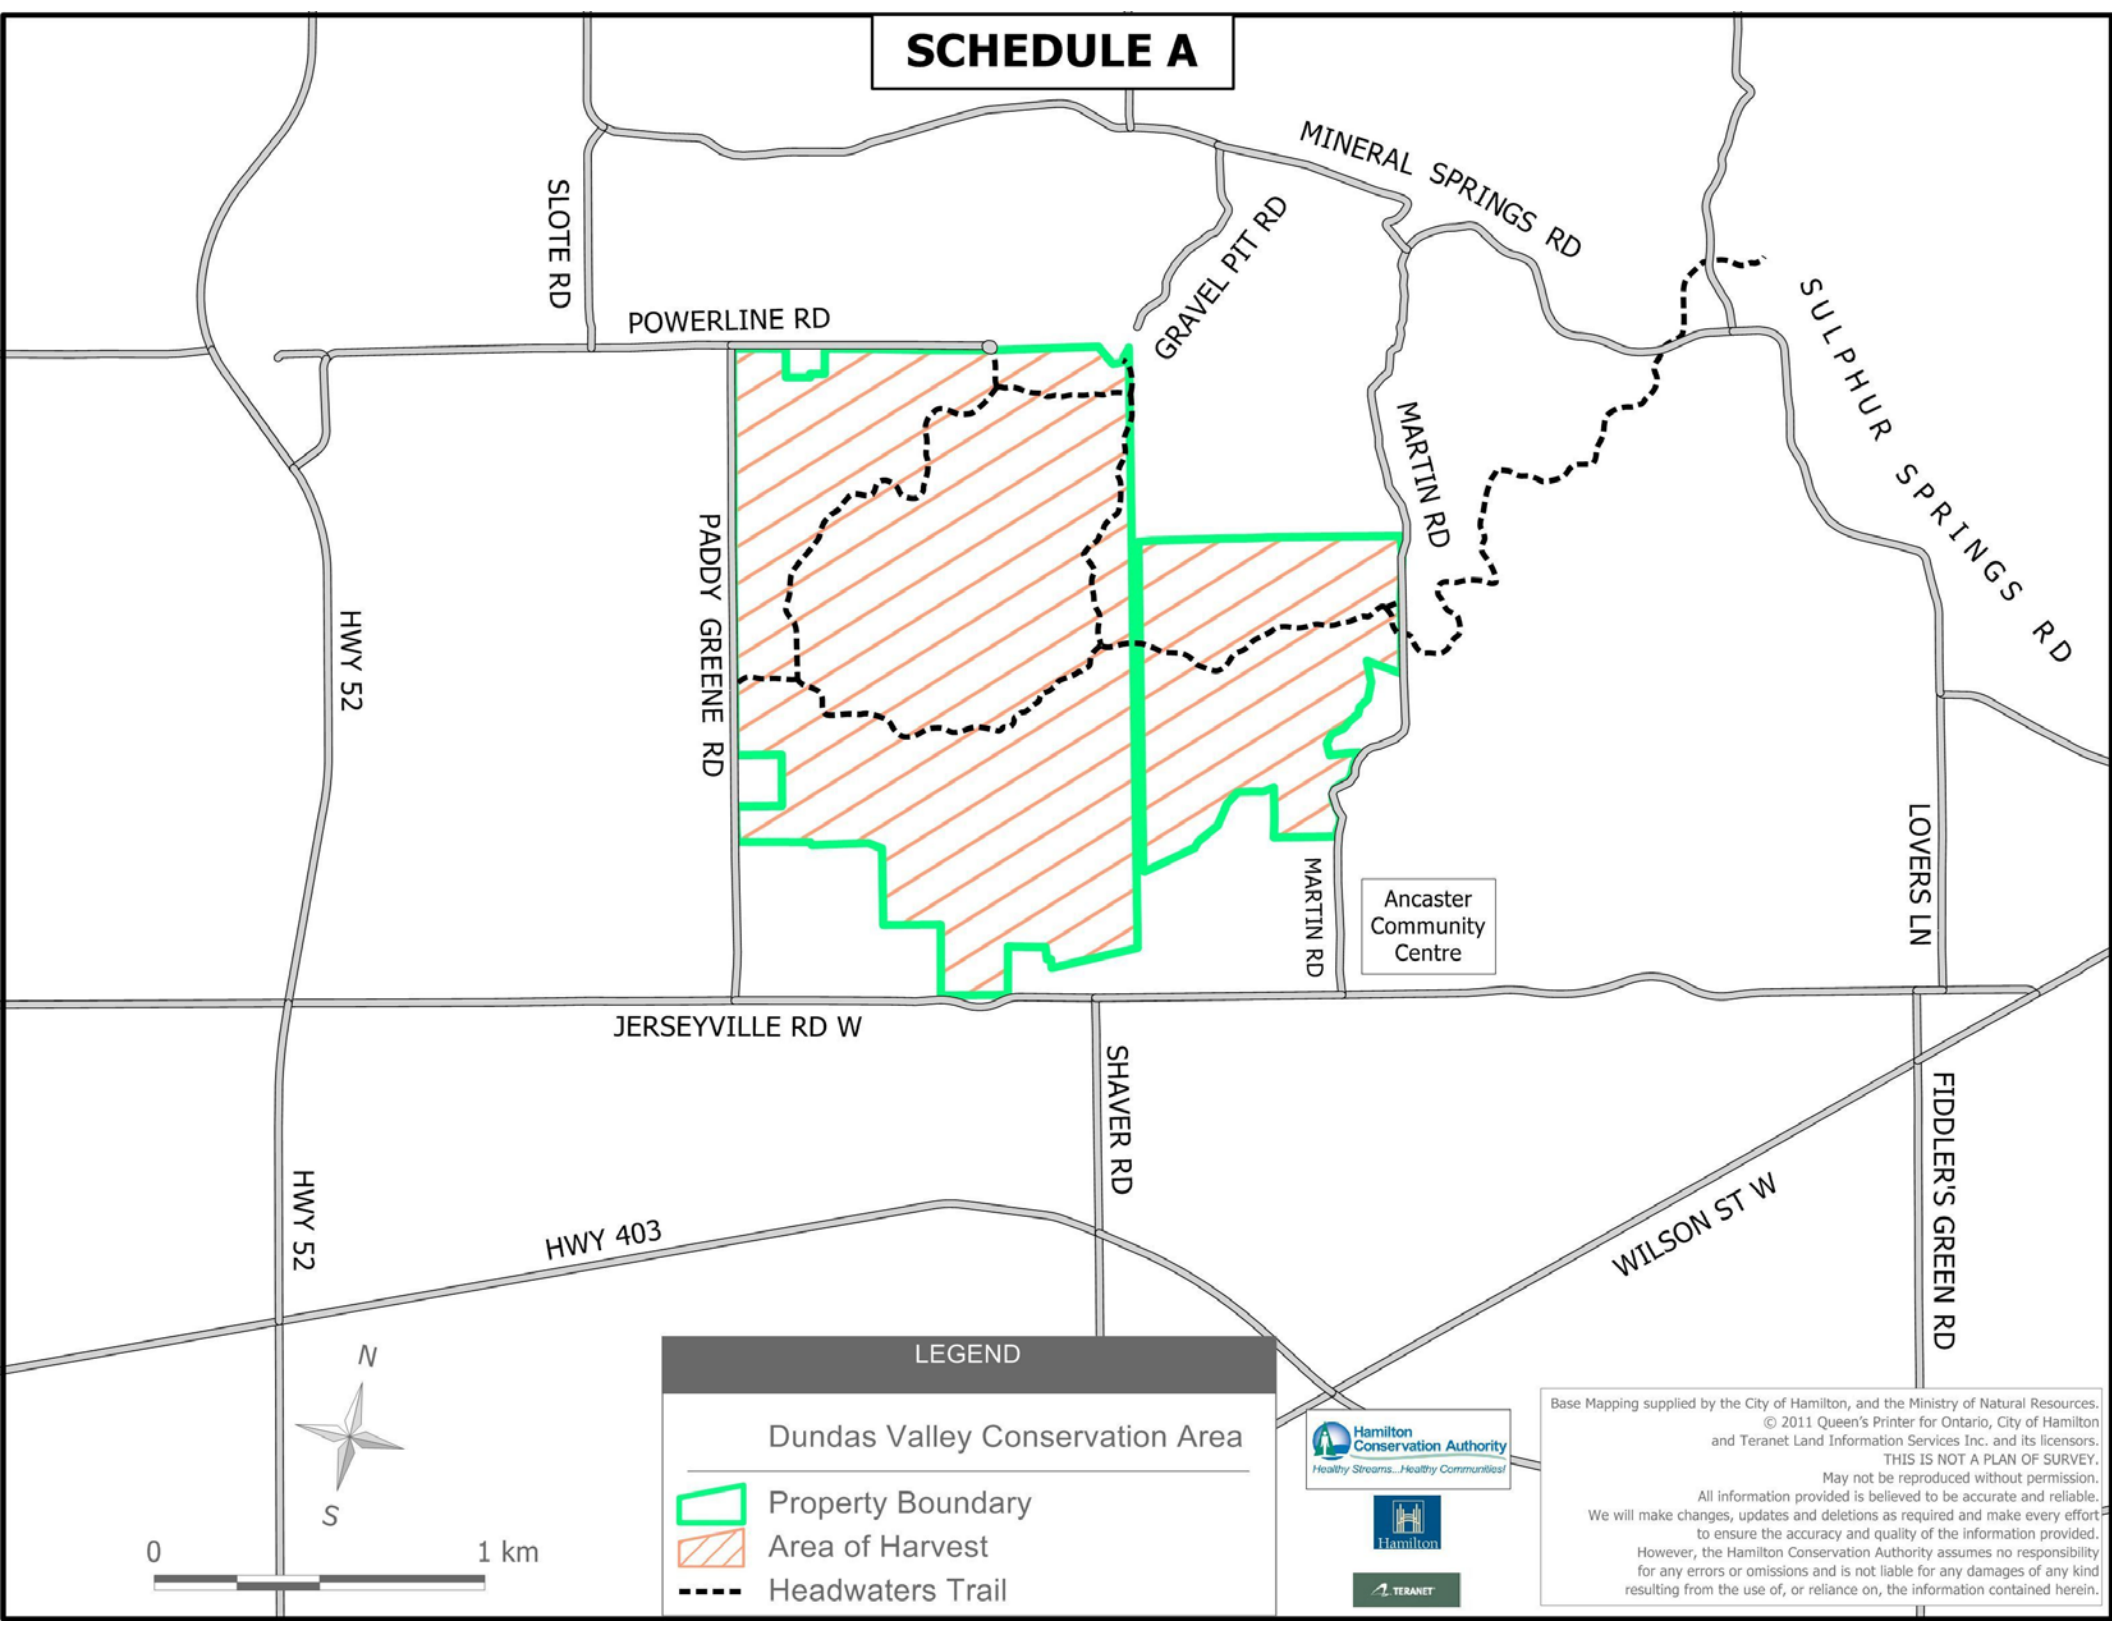 SCHEDULE A
MINERAL SPRINGS RD
SLOTE RD
GRAVEL PIT RD
POWERLINE RD
SULPHUR SPRINGS RD
MARTIN RD
PADDY GREENE RD
HWY 52
LOVERS LN
MARTIN RD
Ancaster
Community
Centre
JERSEYVILLE RD W
SHAVER RD
FIDDLER'S GREEN RD
HWY 52
HWY 403
WILSON ST W
N
S
0 1 km
LEGEND
Dundas Valley Conservation Area
Property Boundary
Area of Harvest
Headwaters Trail
Hamilton
Conservation Authority
Healthy Streams...Healthy Communities!
Hamilton
TERANET
Base Mapping supplied by the City of Hamilton, and the Ministry of Natural Resources.
© 2011 Queen's Printer for Ontario, City of Hamilton
and Teranet Land Information Services Inc. and its licensors.
THIS IS NOT A PLAN OF SURVEY.
May not be reproduced without permission.
All information provided is believed to be accurate and reliable.
We will make changes, updates and deletions as required and make every effort
to ensure the accuracy and quality of the information provided.
However, the Hamilton Conservation Authority assumes no responsibility
for any errors or omissions and is not liable for any damages of any kind
resulting from the use of, or reliance on, the information contained herein.